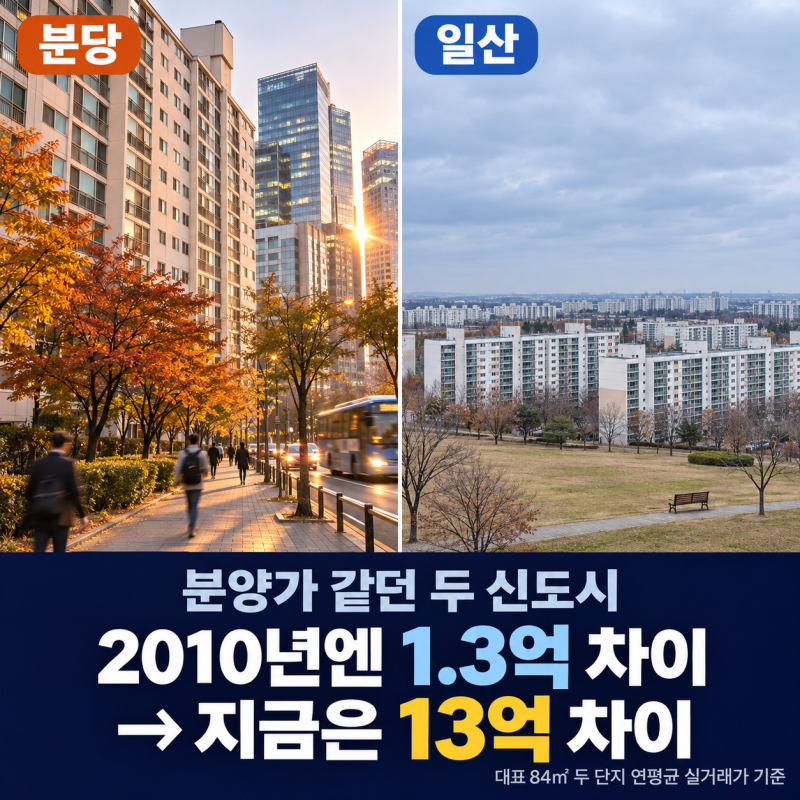 분당
일산
분양가 같던 두 신도시
2010년엔 1.3억 차이
→ 지금은 13억 차이
대표 84㎡ 두 단지 연평균 실거래가 기준